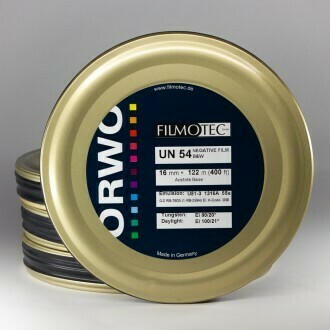 www.filmotec.de
ORWO
FILMOTEC
UN 54 NEGATIVE FILM
B&W
16 mm × 122 m (400 ft)
Acetate Base
Emulsion:
Tungsten: EI 80/20°
Daylight: EI 100/21°
Made in Germany